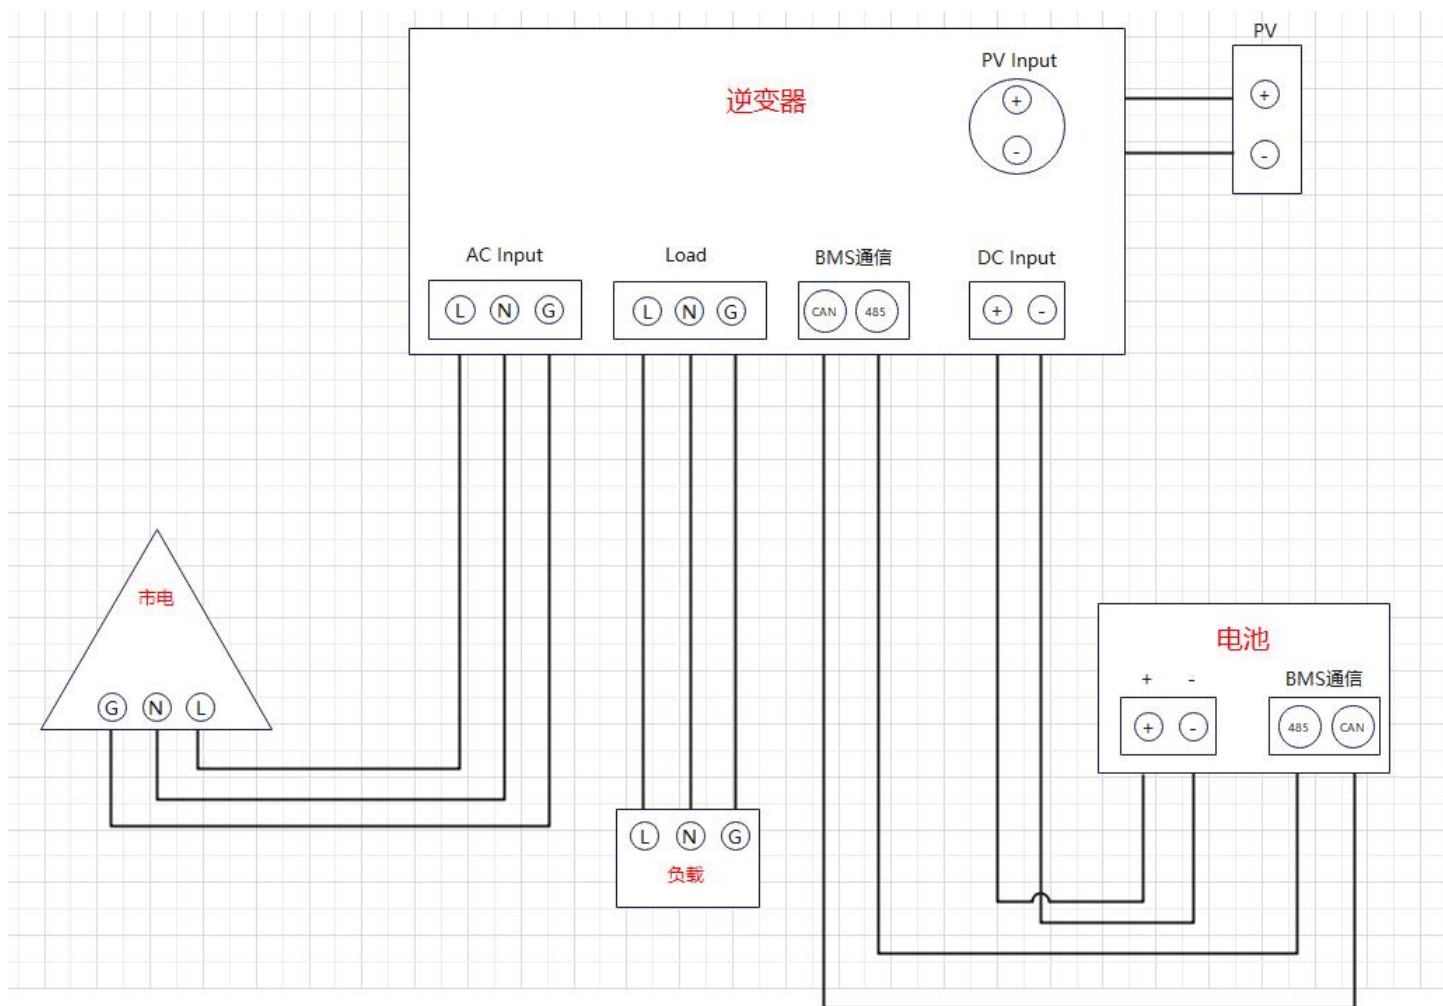 PV
PV Input
逆变器
+
-
+
-
AC Input
Load
BMS通信
DC Input
L N G
L N G
CAN 485
+ -
市电
G N L
电池
+ -
BMS通信
+ -
485 CAN
L N G
负载